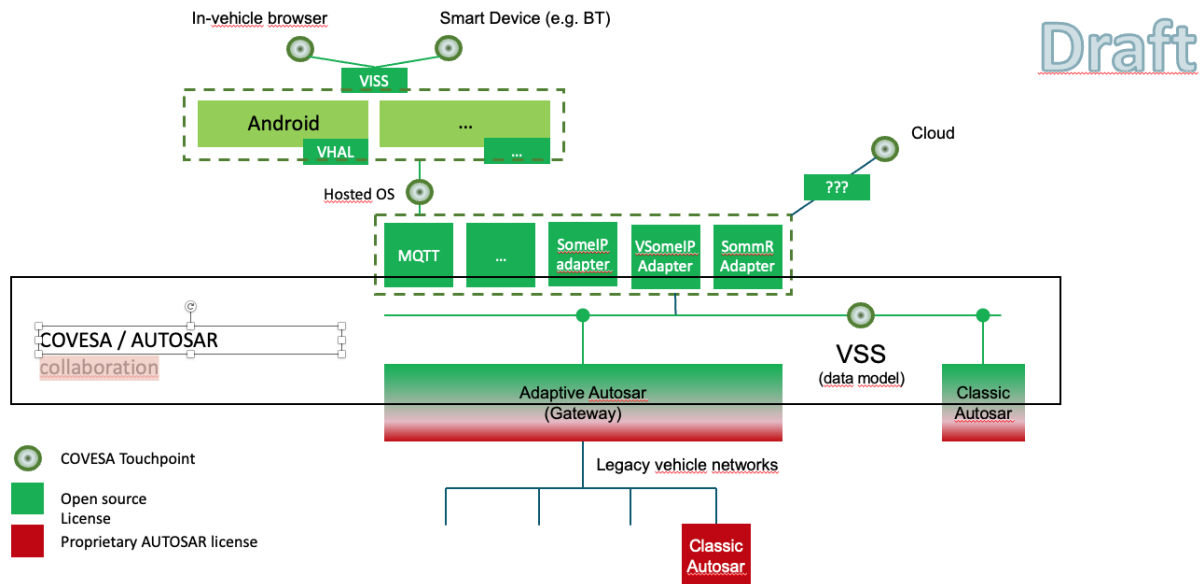 In-vehicle browser
Smart Device (e.g. BT)
Draft
VISS
Android
...
VHAL
...
Cloud
???
Hosted OS
MQTT
...
SomeIP
adapter
VSomeIP
Adapter
SommR
Adapter
COVESA / AUTOSAR
collaboration
VSS
(data model)
Adaptive Autosar
(Gateway)
Classic
Autosar
COVESA Touchpoint
Legacy vehicle networks
Open source
License
Proprietary AUTOSAR license
Classic
Autosar